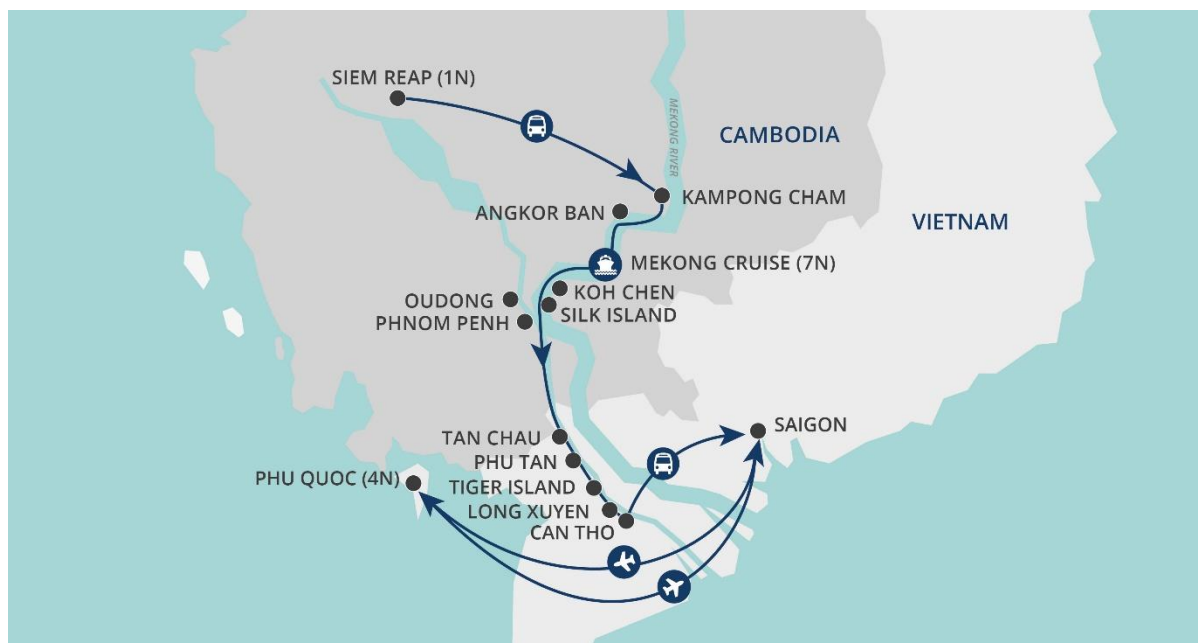 SIEM REAP (1N)
MEKONG RIVER
CAMBODIA
KAMPONG CHAM
ANGKOR BAN
VIETNAM
MEKONG CRUISE (7N)
KOH CHEN
OUDONG
SILK ISLAND
PHNOM PENH
SAIGON
TAN CHAU
PHU TAN
PHU QUOC (4N)
TIGER ISLAND
LONG XUYEN
CAN THO